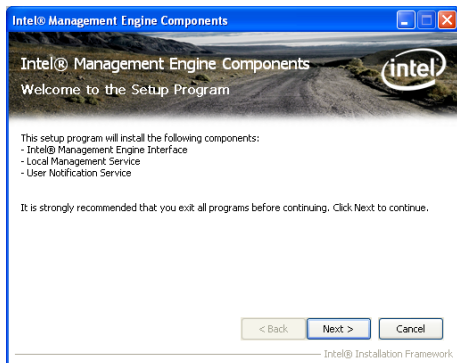 Intel® Management Engine Components
Intel® Management Engine Components
intel®
Welcome to the Setup Program
This setup program will install the following components:
- Intel® Management Engine Interface
- Local Management Service
- User Notification Service
It is strongly recommended that you exit all programs before continuing. Click Next to continue.
< Back
Next >
Cancel
Intel® Installation Framework